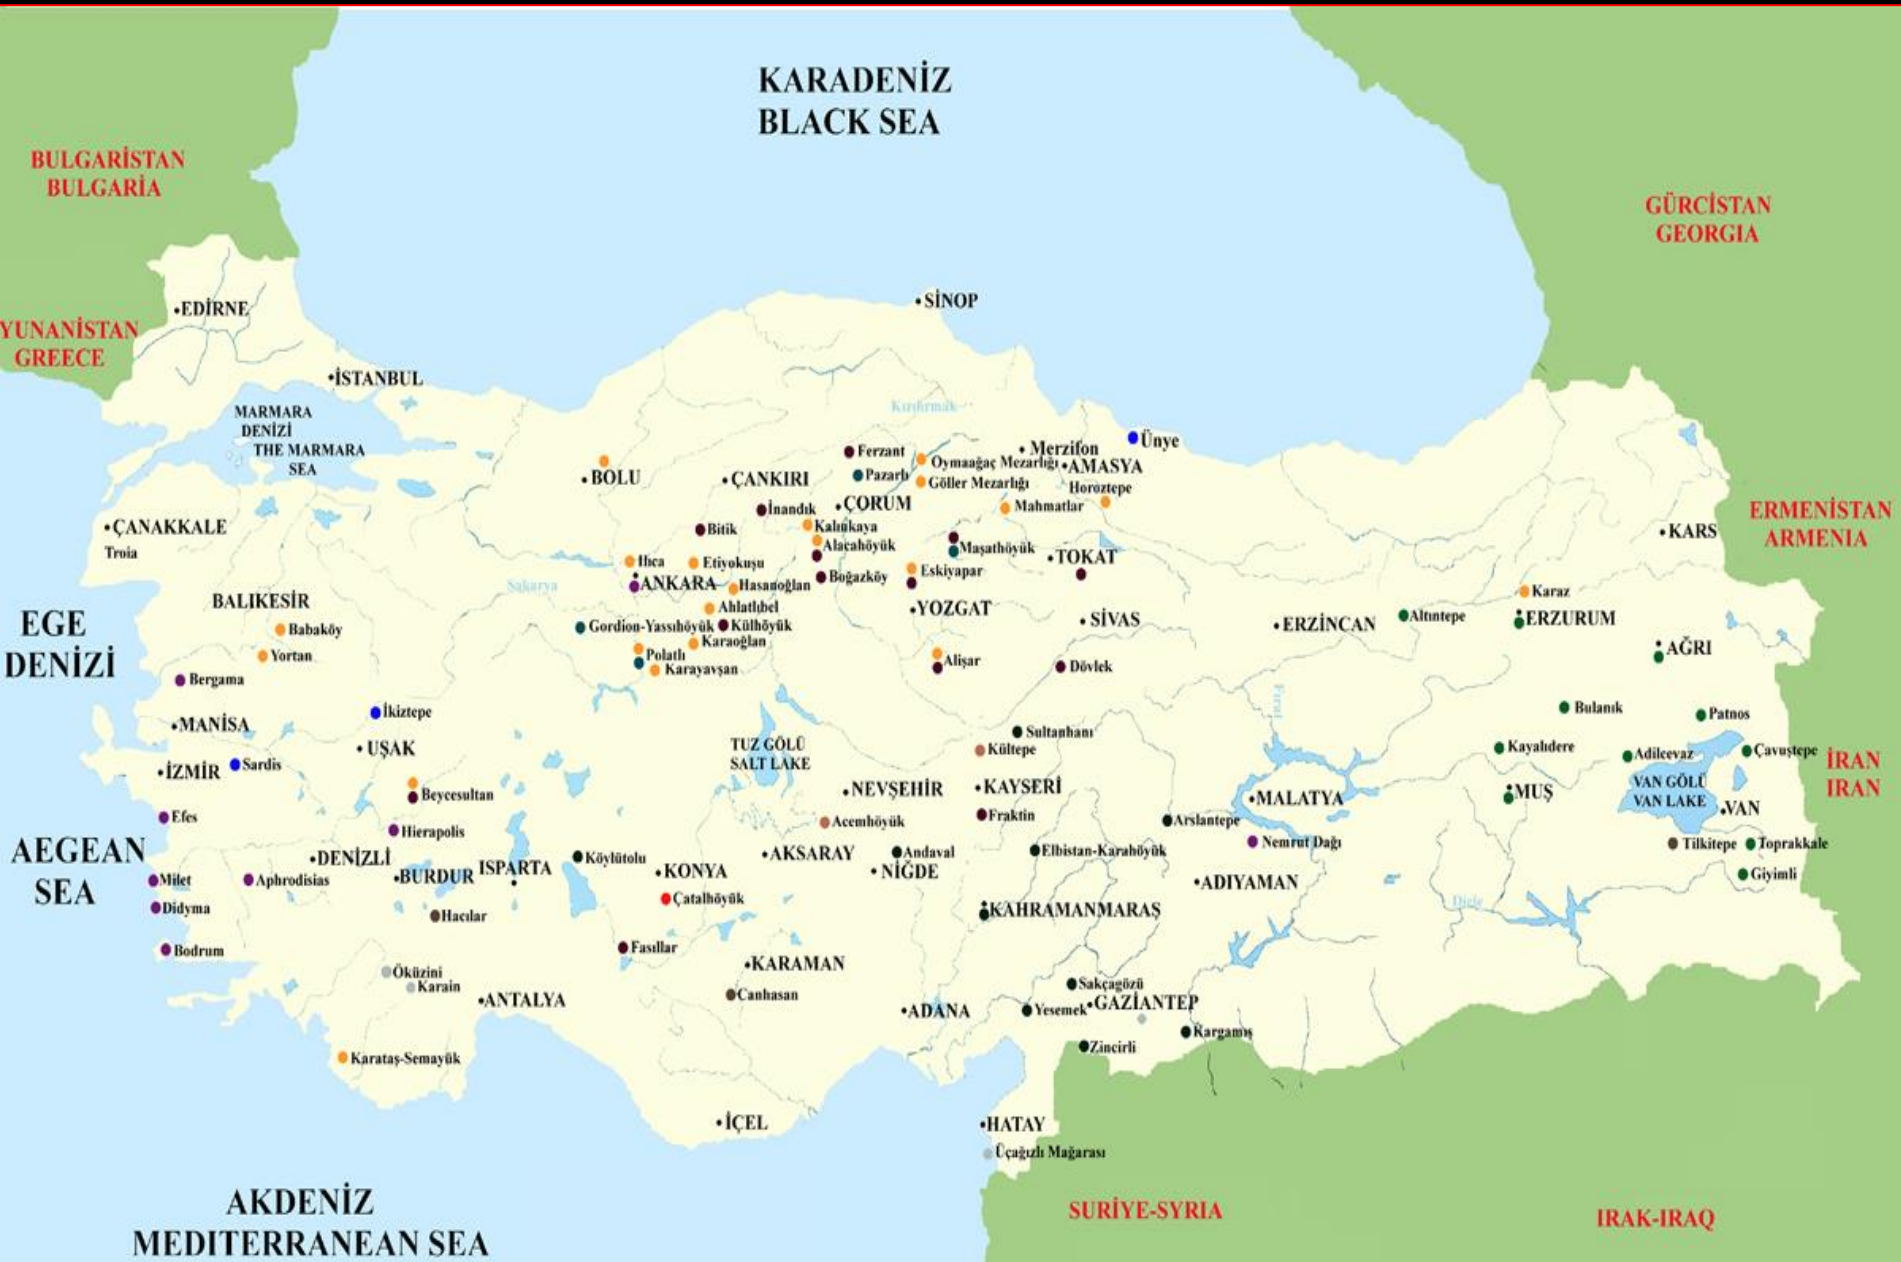 KARADENİZ
BLACK SEA
BULGARİSTAN
BULGARIA
GÜRCİSTAN
GEORGIA
YUNANİSTAN
GREECE
EDİRNE
SİNOP
İSTANBUL
MARMARA
DENİZİ
THE MARMARA
SEA
Kızılırmak
Ünye
Merzifon
Ferzant
Oymaağaç Mezarlığı
AMASYA
BOLU
ÇANKIRI
Pazarlı
Göller Mezarlığı
Horoztepe
İnandık
ÇORUM
Mahmatlar
ERMENİSTAN
ARMENIA
ÇANAKKALE
Troia
Bitik
Kalınkaya
Alacahöyük
Maşathöyük
TOKAT
KARS
Ilıca
Etiyokuşu
Eskiyapar
Boğazköy
Sakarya
ANKARA
Hasanoğlan
Karaz
EGE
DENİZİ
BALIKESİR
Babaköy
Yortan
Bergama
Ahlatlıbel
YOZGAT
Gordion-Yassıhöyük
Külhöyük
SİVAS
ERZİNCAN
Altıntepe
ERZURUM
Karaoğlan
Polatlı
Karayavşan
Alişar
Dövlek
AĞRI
Fırat
Bulanık
Patnos
İkiztepe
MANİSA
UŞAK
Sultanhanı
Kültepe
TUZ GÖLÜ
SALT LAKE
Kayalıdere
Adilcevaz
Çavuştepe
İRAN
IRAN
İZMİR
Sardis
NEVŞEHİR
KAYSERİ
MALATYA
MUŞ
VAN GÖLÜ
VAN LAKE
VAN
Beycesultan
Efes
Hierapolis
Acemhöyük
Fraktin
Arslantepe
Nemrut Dağı
Tilkitepe
Toprakkale
AEGEAN
SEA
DENİZLİ
BURDUR
ISPARTA
Köylütolu
KONYA
AKSARAY
Andaval
NİĞDE
Elbistan-Karahöyük
Giyimli
Milet
Aphrodisias
ADIYAMAN
Didyma
Hacılar
Çatalhöyük
KAHRAMANMARAŞ
Dicle
Bodrum
Fasıllar
KARAMAN
Öküzini
Karain
ANTALYA
Canhasan
ADANA
Sakçagözü
Yesemek
GAZİANTEP
Kargamış
Zincirli
Karataş-Semayük
İÇEL
HATAY
Üçağızlı Mağarası
AKDENİZ
MEDITERRANEAN SEA
SURİYE-SYRIA
IRAK-IRAQ